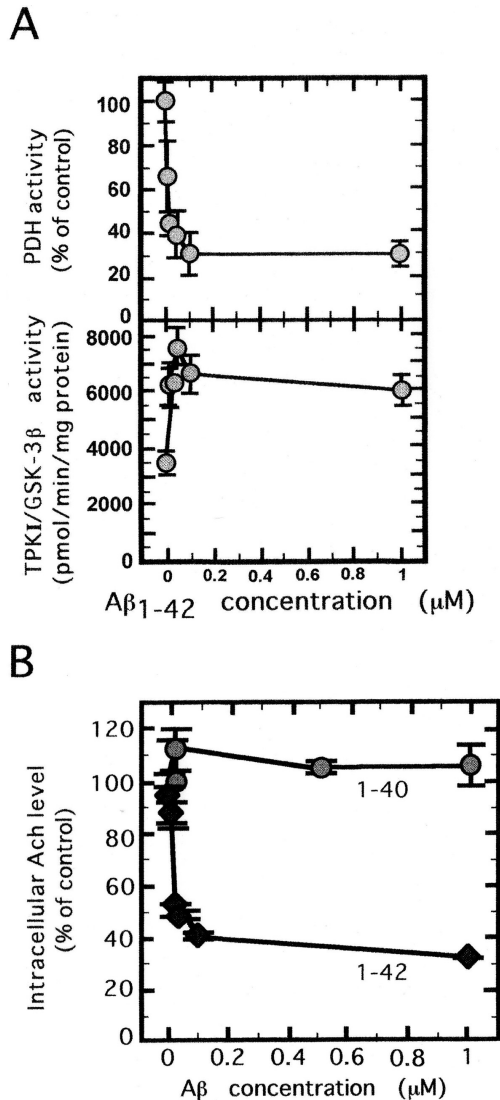 A
PDH activity
(% of control)
100
80
60
40
20
0
TPKI/GSK-3β activity
(pmol/min/mg protein)
8000
6000
4000
2000
0
0 0.2 0.4 0.6 0.8 1
Aβ1-42 concentration (μM)
B
Intracellular Ach level
(% of control)
120
100
80
60
40
20
0
1-40
1-42
0 0.2 0.4 0.6 0.8 1
Aβ concentration (μM)